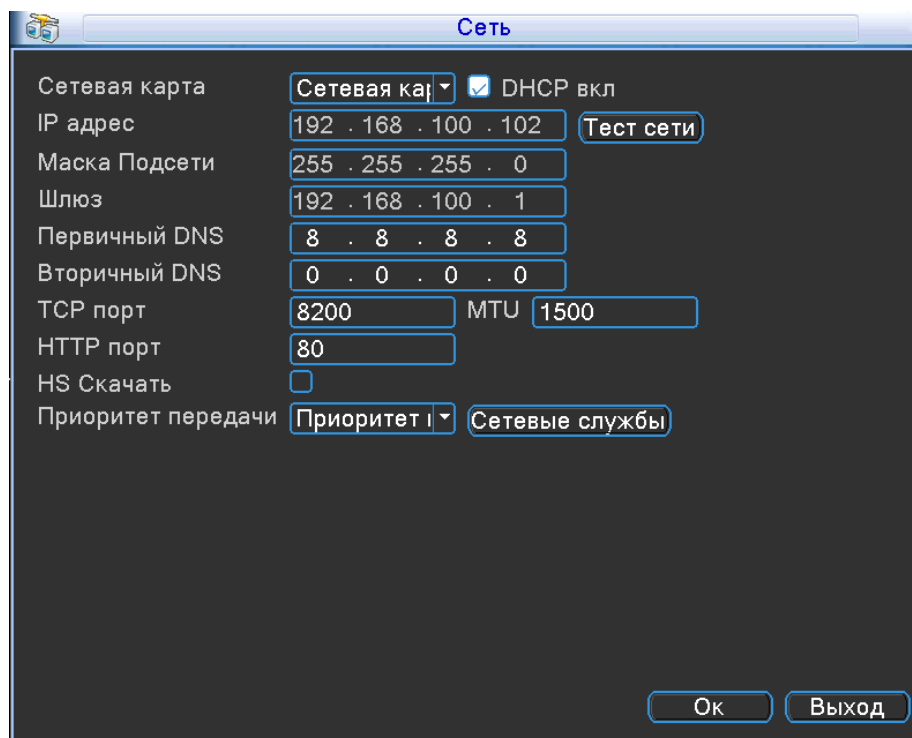 Сеть
Сетевая карта Сетевая DHCP вкл
IP адрес 192 . 168 . 100 . 102 Тест сети
Маска Подсети 255 . 255 . 255 . 0
Шлюз 192 . 168 . 100 . 1
Первичный DNS 8 . 8 . 8 . 8
Вторичный DNS 0 . 0 . 0 . 0
TCP порт 8200 MTU 1500
HTTP порт 80
HS Скачать
Приоритет передачи Приоритет Сетевые службы
Ок Выход